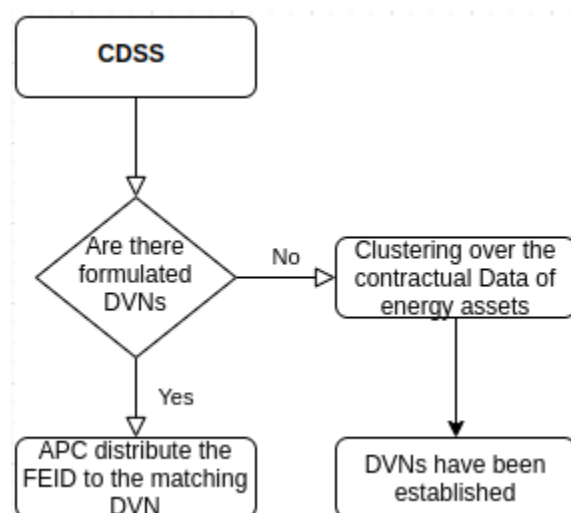 CDSS
Are there
formulated
DVNs
No
Clustering over the
contractual Data of
energy assets
Yes
APC distribute the
FEID to the matching
DVN
DVNs have been
established